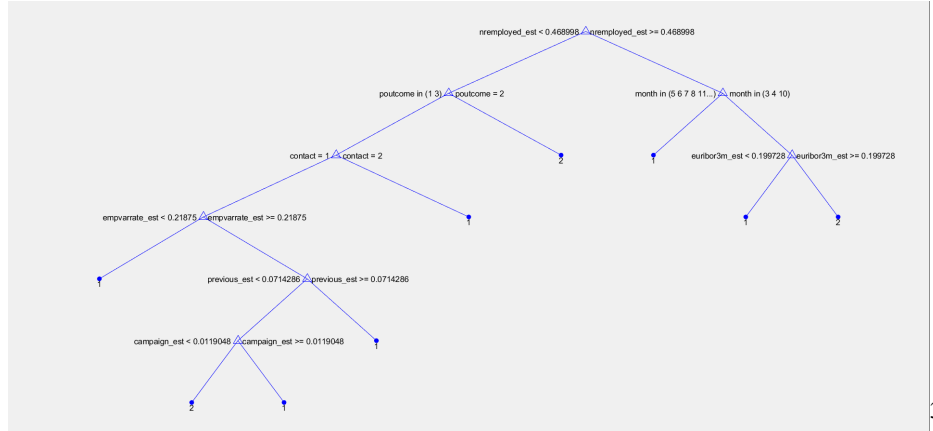 nremployed_est < 0.468998 nremployed_est >= 0.468998
poutcome in (1 3) poutcome = 2 month in (5 6 7 8 11...) month in (3 4 10)
contact = 1 contact = 2 2 1 euribor3m_est < 0.199728 euribor3m_est >= 0.199728
empvarrate_est < 0.21875 empvarrate_est >= 0.21875 1 1 2
1 previous_est < 0.0714286 previous_est >= 0.0714286
campaign_est < 0.0119048 campaign_est >= 0.0119048 1
2 1